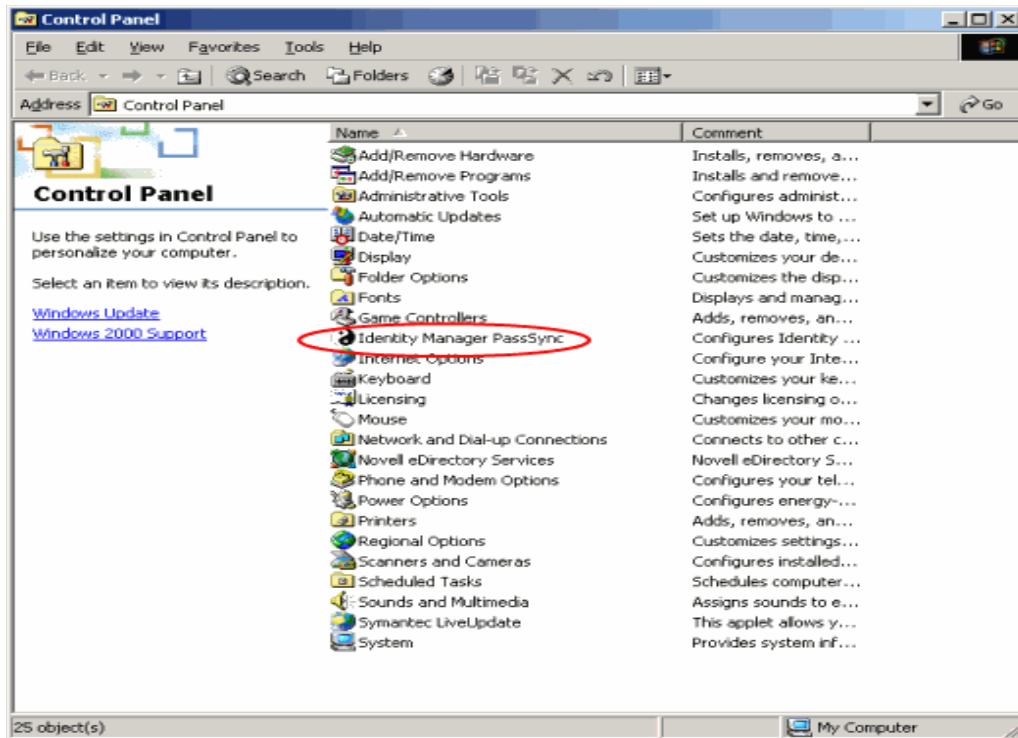 Control Panel
File Edit View Favorites Tools Help
Back Search Folders
Address Control Panel Go
Control Panel
Use the settings in Control Panel to
personalize your computer.
Select an item to view its description.
Windows Update
Windows 2000 Support
Name Comment
Add/Remove Hardware Installs, removes, a...
Add/Remove Programs Installs and remove...
Administrative Tools Configures administ...
Automatic Updates Set up Windows to ...
Date/Time Sets the date, time,...
Display Customizes your de...
Folder Options Customizes the disp...
Fonts Displays and manag...
Game Controllers Adds, removes, an...
Identity Manager PassSync Configures Identity ...
Internet Options Configure your Inte...
Keyboard Customizes your ke...
Licensing Changes licensing o...
Mouse Customizes your mo...
Network and Dial-up Connections Connects to other c...
Novell eDirectory Services Novell eDirectory S...
Phone and Modem Options Configures your tel...
Power Options Configures energy-...
Printers Adds, removes, an...
Regional Options Customizes settings...
Scanners and Cameras Configures installed...
Scheduled Tasks Schedules computer...
Sounds and Multimedia Assigns sounds to e...
Symantec LiveUpdate This applet allows y...
System Provides system inf...
25 object(s) My Computer